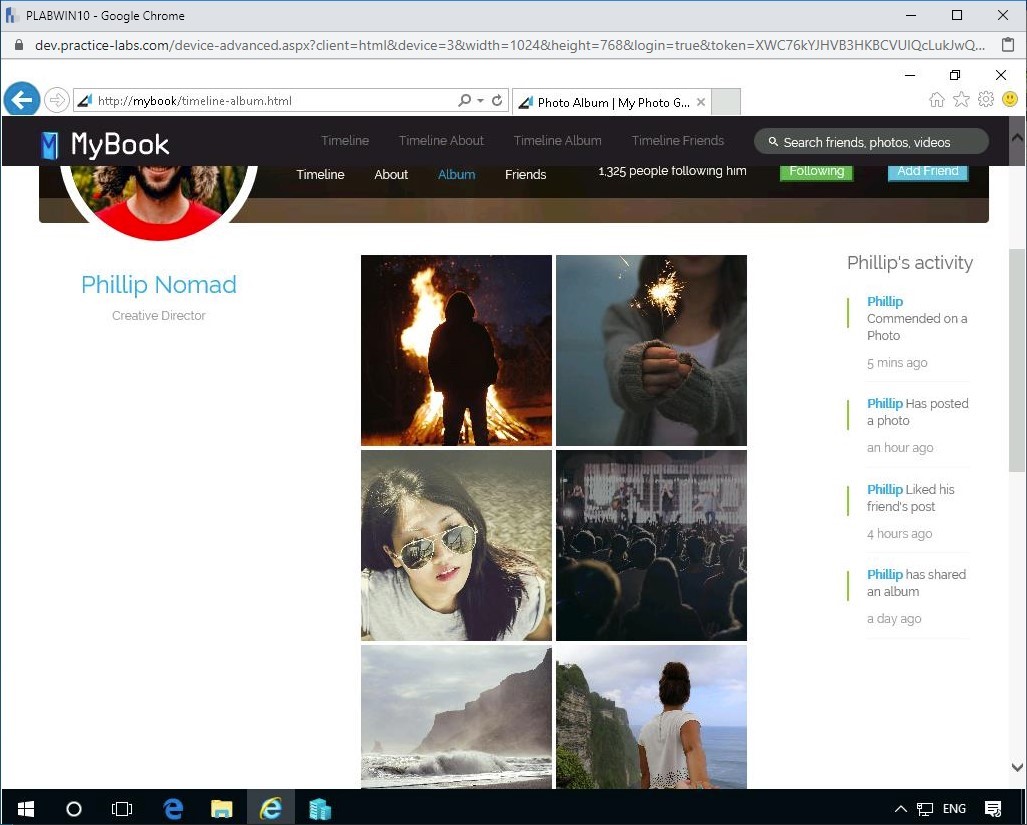 PLABWIN10 - Google Chrome
dev.practice-labs.com/device-advanced.aspx?client=html&device=3&width=1024&height=768&login=true&token=XWC76kYJHVB3HKBCVUIQcLukJwQ...
http://mybook/timeline-album.html
Photo Album | My Photo G...
MyBook
Timeline Timeline About Timeline Album Timeline Friends
Search friends, photos, videos
Timeline About Album Friends
1,325 people following him
Following
Add Friend
Phillip Nomad
Creative Director
Phillip's activity
Phillip
Commended on a
Photo
5 mins ago
Phillip Has posted
a photo
an hour ago
Phillip Liked his
friend's post
4 hours ago
Phillip has shared
an album
a day ago
ENG